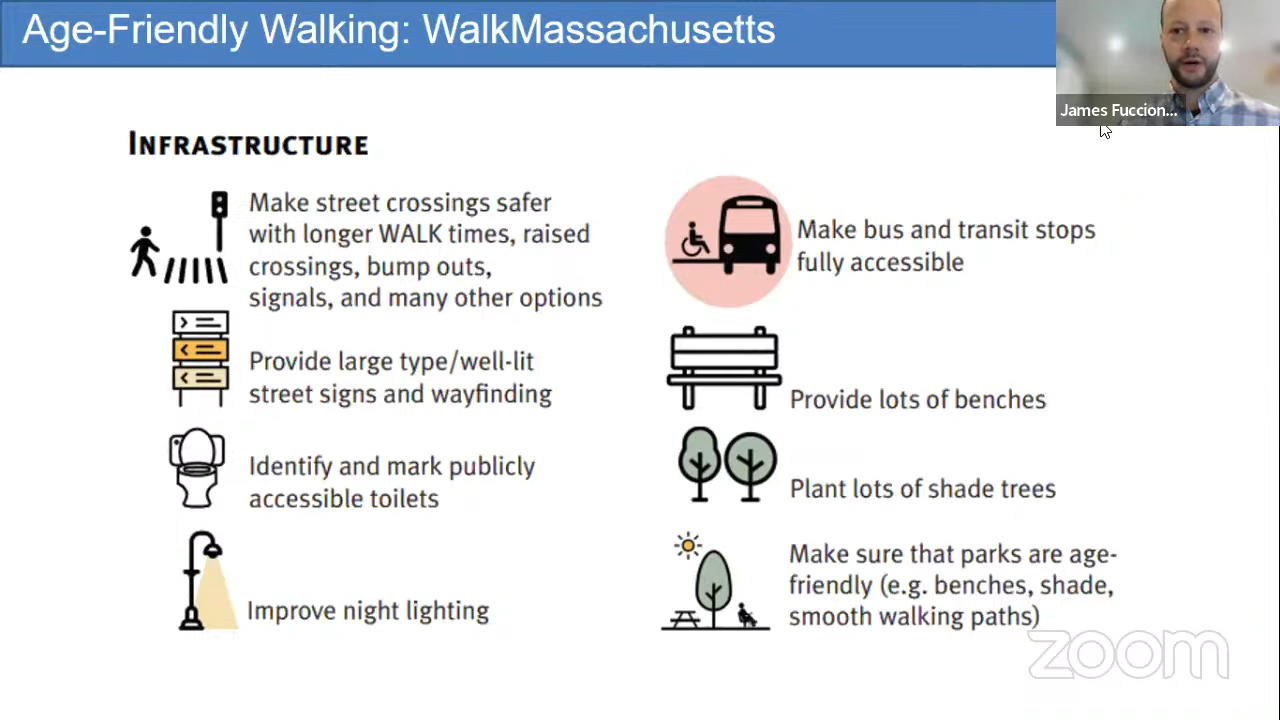 Age-Friendly Walking: WalkMassachusetts
James Fuccion...
INFRASTRUCTURE
Make street crossings safer
with longer WALK times, raised
crossings, bump outs,
signals, and many other options
Provide large type/well-lit
street signs and wayfinding
Identify and mark publicly
accessible toilets
Improve night lighting
Make bus and transit stops
fully accessible
Provide lots of benches
Plant lots of shade trees
Make sure that parks are age-
friendly (e.g. benches, shade,
smooth walking paths)
zoom